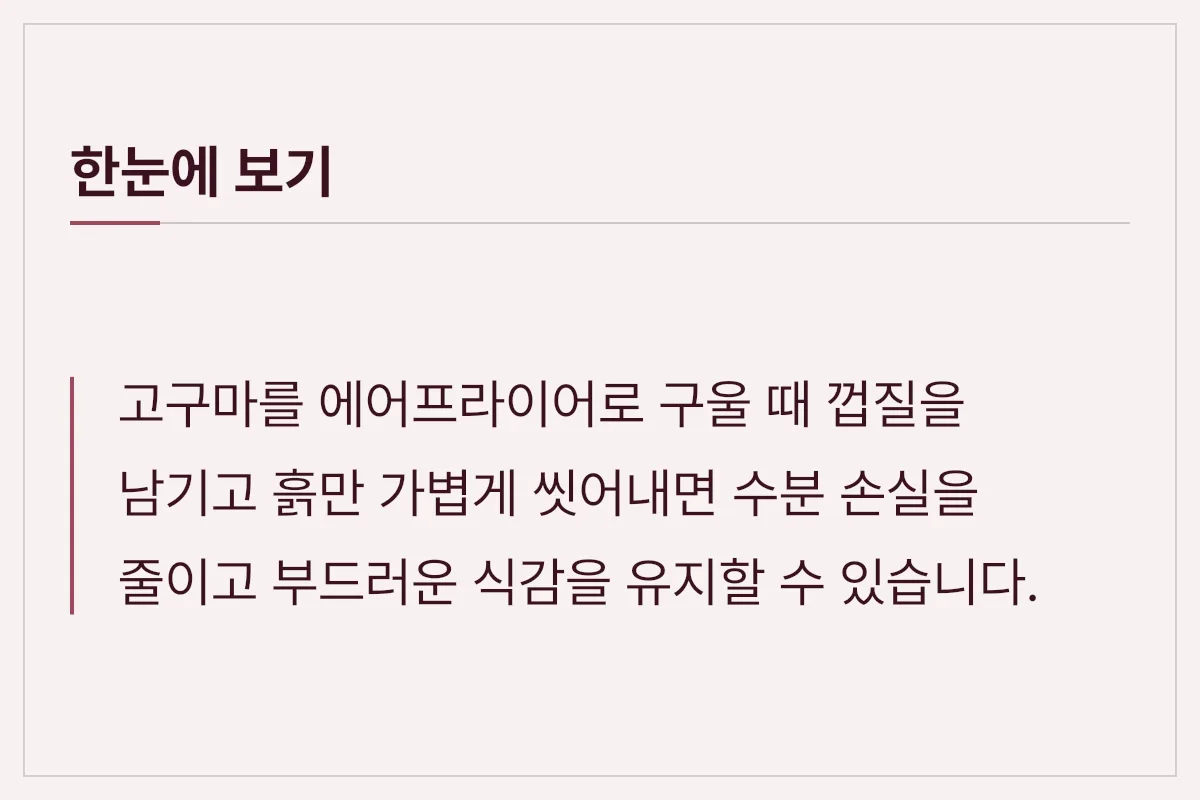 한눈에 보기
고구마를 에어프라이어로 구울 때 껍질을
남기고 흙만 가볍게 씻어내면 수분 손실을
줄이고 부드러운 식감을 유지할 수 있습니다.